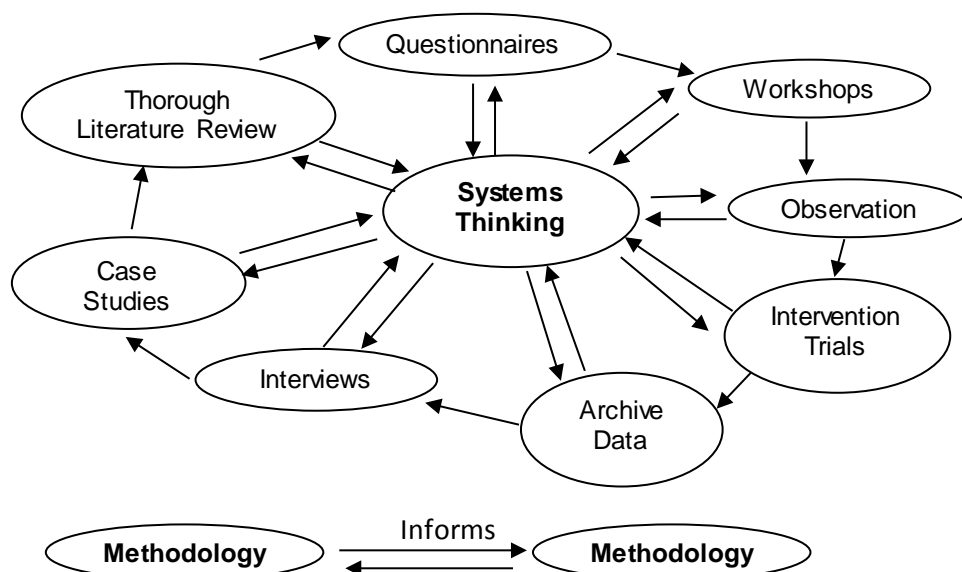 Questionnaires
Workshops
Thorough
Literature Review
Systems
Thinking
Observation
Case
Studies
Intervention
Trials
Interviews
Archive
Data
Informs
Methodology
Methodology